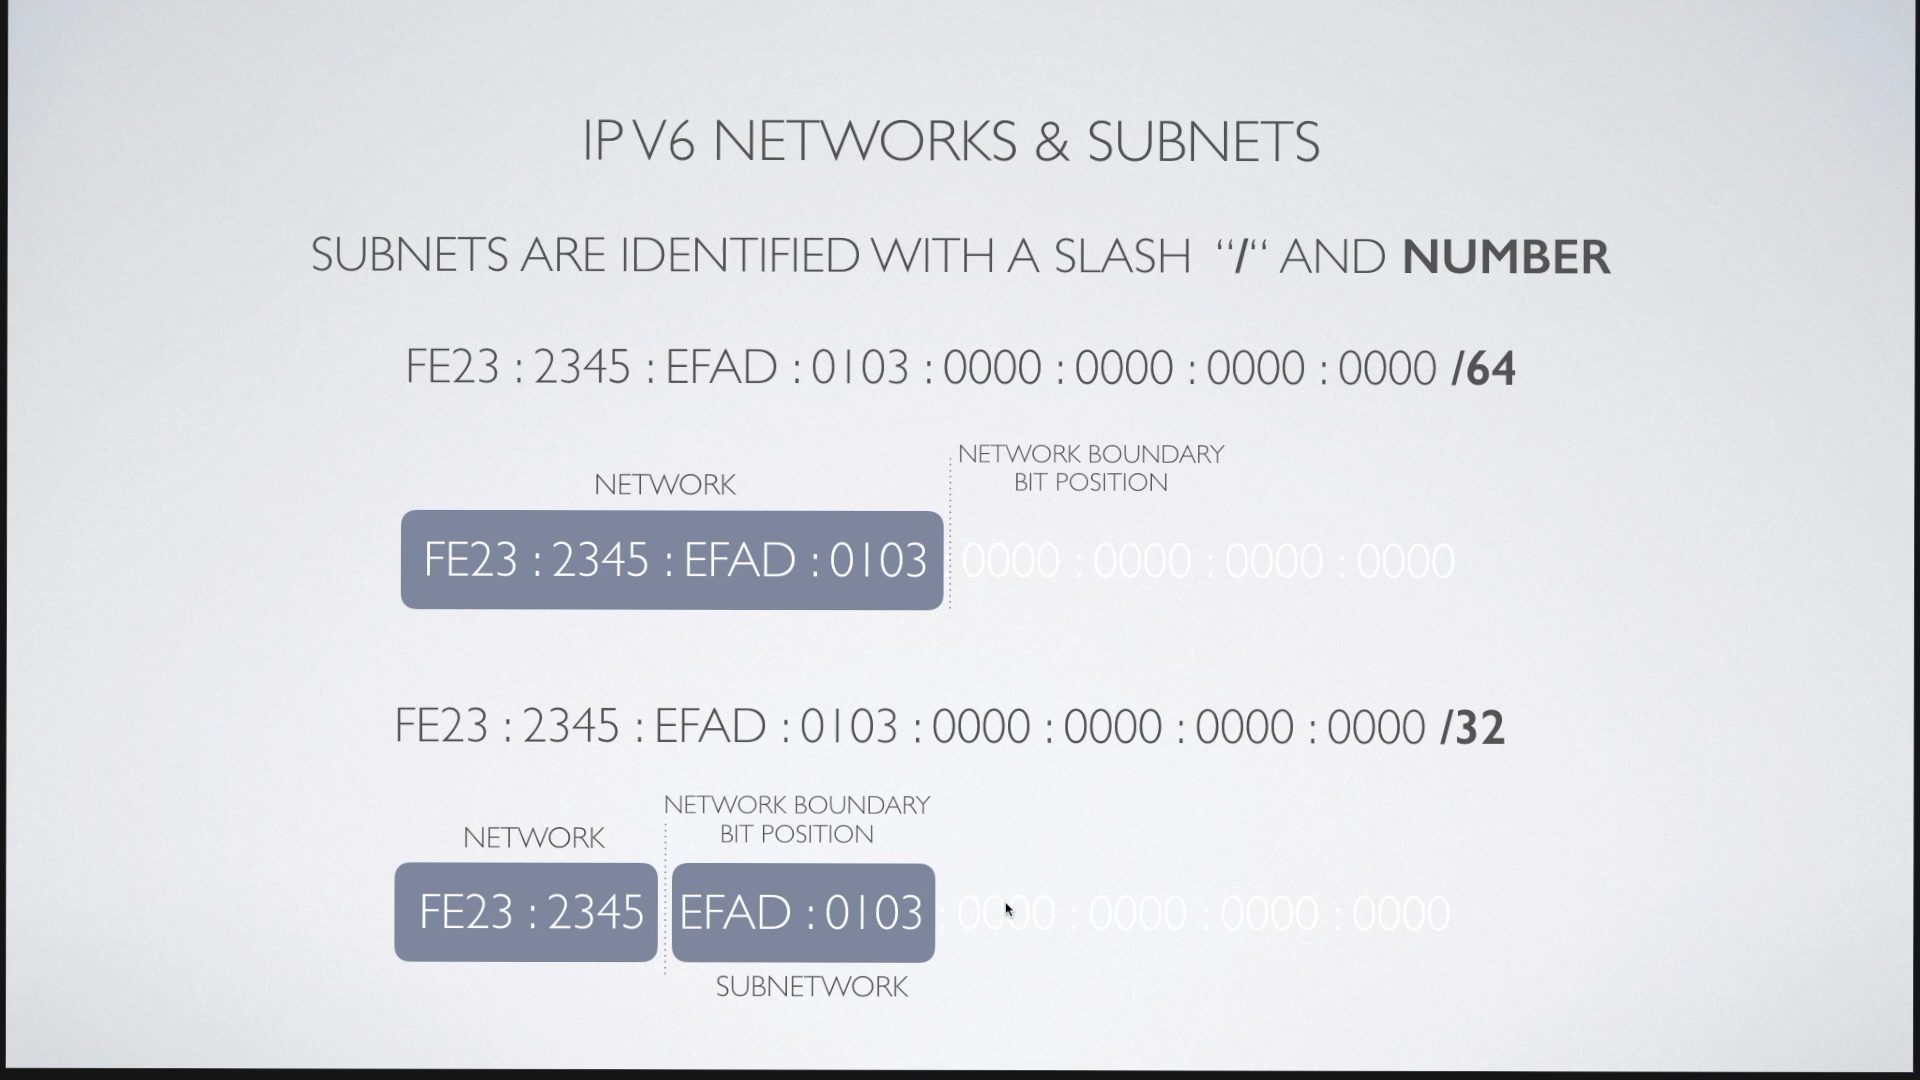 IP V6 NETWORKS & SUBNETS
SUBNETS ARE IDENTIFIED WITH A SLASH “/“ AND NUMBER
FE23 : 2345 : EFAD : 0103 : 0000 : 0000 : 0000 : 0000 /64
NETWORK BOUNDARY
BIT POSITION
NETWORK
FE23 : 2345 : EFAD : 0103 0000 : 0000 : 0000 : 0000
FE23 : 2345 : EFAD : 0103 : 0000 : 0000 : 0000 : 0000 /32
NETWORK BOUNDARY
BIT POSITION
NETWORK
FE23 : 2345 EFAD : 0103 : 0000 : 0000 : 0000 : 0000
SUBNETWORK